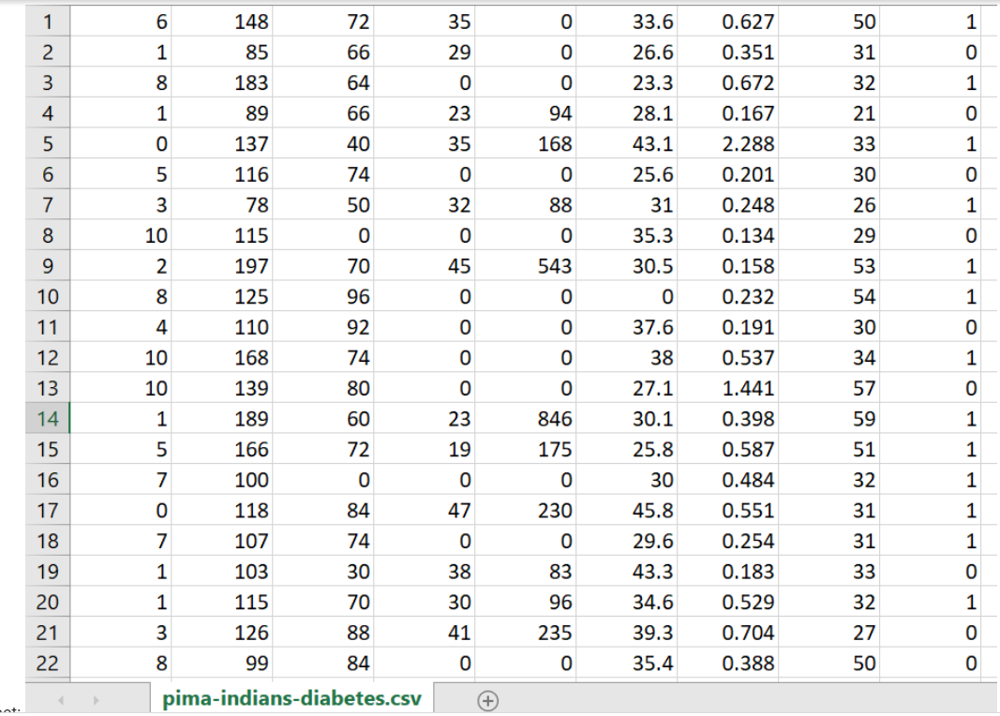 1 6 148 72 35 0 33.6 0.627 50 1
2 1 85 66 29 0 26.6 0.351 31 0
3 8 183 64 0 0 23.3 0.672 32 1
4 1 89 66 23 94 28.1 0.167 21 0
5 0 137 40 35 168 43.1 2.288 33 1
6 5 116 74 0 0 25.6 0.201 30 0
7 3 78 50 32 88 31 0.248 26 1
8 10 115 0 0 0 35.3 0.134 29 0
9 2 197 70 45 543 30.5 0.158 53 1
10 8 125 96 0 0 0 0.232 54 1
11 4 110 92 0 0 37.6 0.191 30 0
12 10 168 74 0 0 38 0.537 34 1
13 10 139 80 0 0 27.1 1.441 57 0
14 1 189 60 23 846 30.1 0.398 59 1
15 5 166 72 19 175 25.8 0.587 51 1
16 7 100 0 0 0 30 0.484 32 1
17 0 118 84 47 230 45.8 0.551 31 1
18 7 107 74 0 0 29.6 0.254 31 1
19 1 103 30 38 83 43.3 0.183 33 0
20 1 115 70 30 96 34.6 0.529 32 1
21 3 126 88 41 235 39.3 0.704 27 0
22 8 99 84 0 0 35.4 0.388 50 0
pima-indians-diabetes.csv